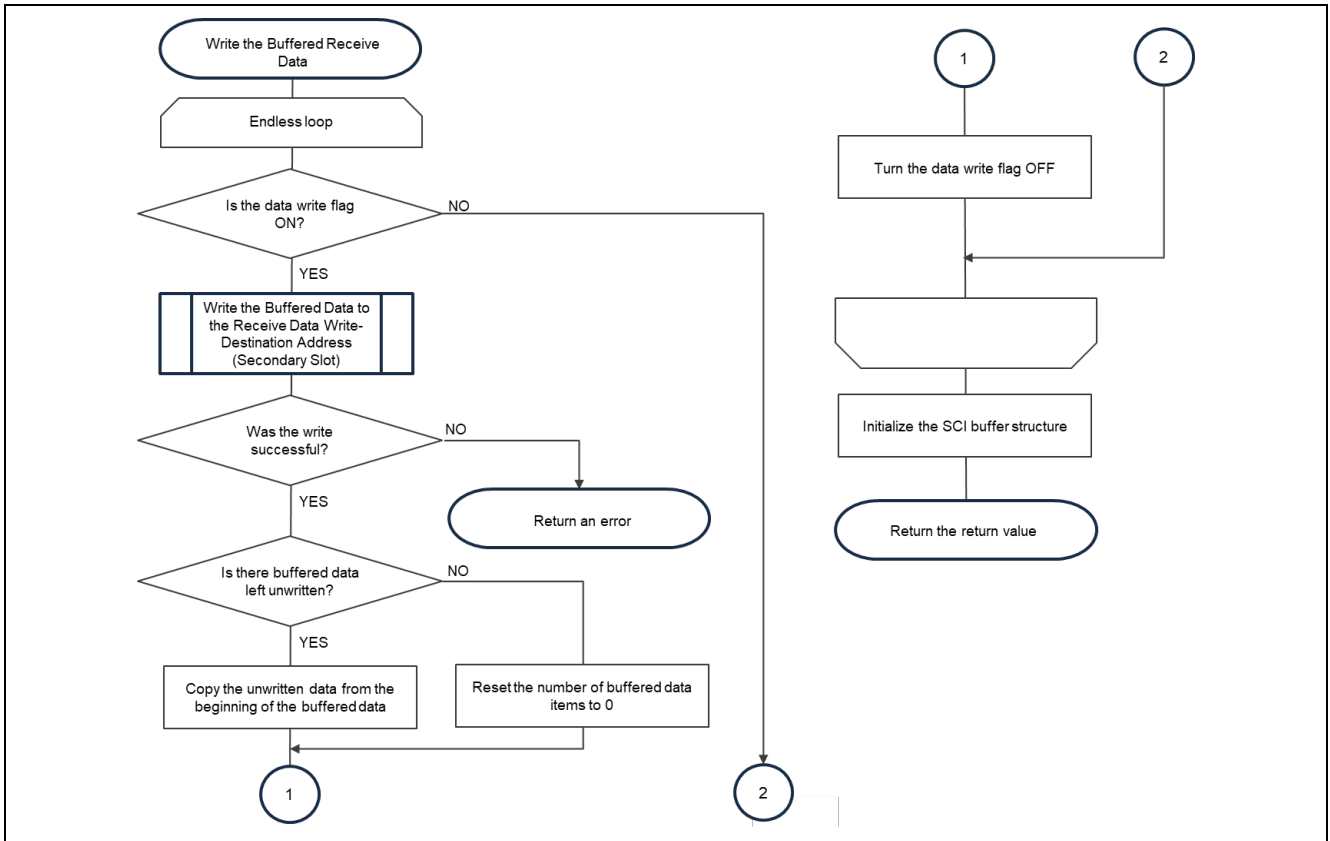 Write the Buffered Receive
Data
Endless loop
Is the data write flag
ON?
NO
YES
Write the Buffered Data to
the Receive Data Write-
Destination Address
(Secondary Slot)
Was the write
successful?
NO
YES
Return an error
Is there buffered data
left unwritten?
NO
YES
Copy the unwritten data from the
beginning of the buffered data
Reset the number of buffered data
items to 0
1
2
1
2
Turn the data write flag OFF
Initialize the SCI buffer structure
Return the return value